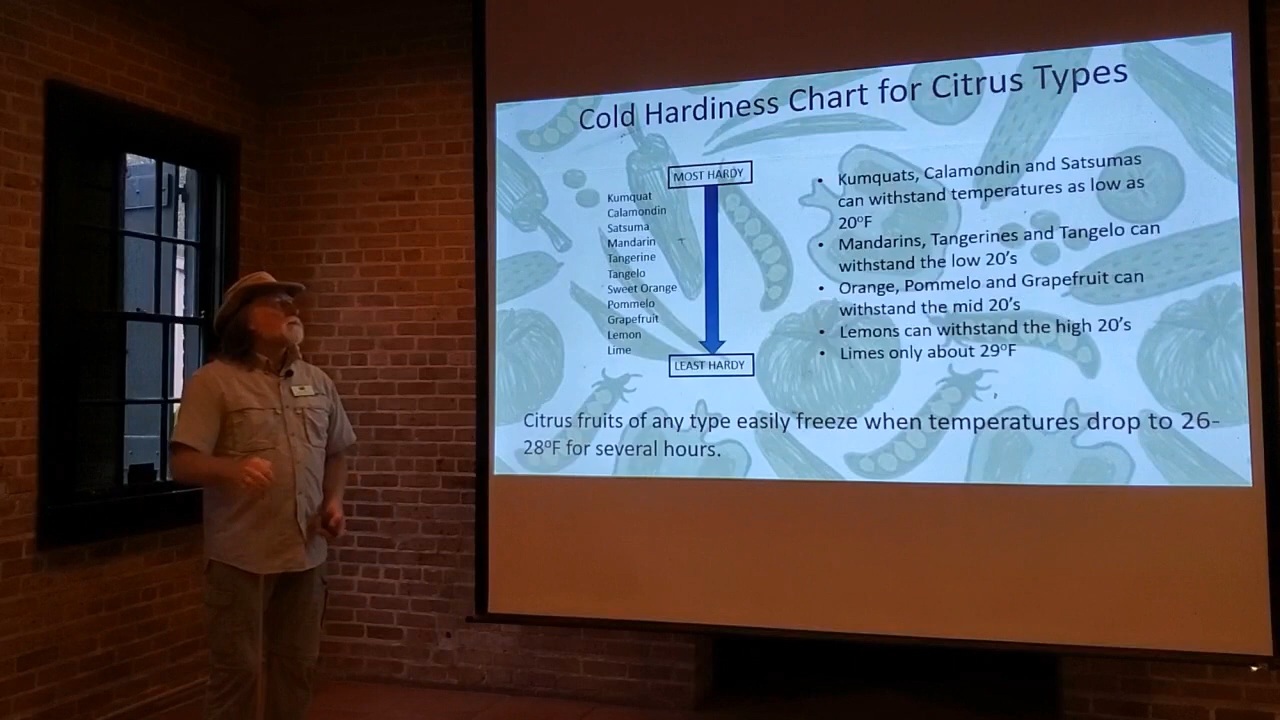 Cold Hardiness Chart for Citrus Types
MOST HARDY
Kumquat
Calamondin
Satsuma
Mandarin
Tangerine
Tangelo
Sweet Orange
Pommelo
Grapefruit
Lemon
Lime
LEAST HARDY
• Kumquats, Calamondin and Satsumas
can withstand temperatures as low as
20ºF
• Mandarins, Tangerines and Tangelo can
withstand the low 20's
• Orange, Pommelo and Grapefruit can
withstand the mid 20's
• Lemons can withstand the high 20's
• Limes only about 29ºF
Citrus fruits of any type easily freeze when temperatures drop to 26-
28ºF for several hours.